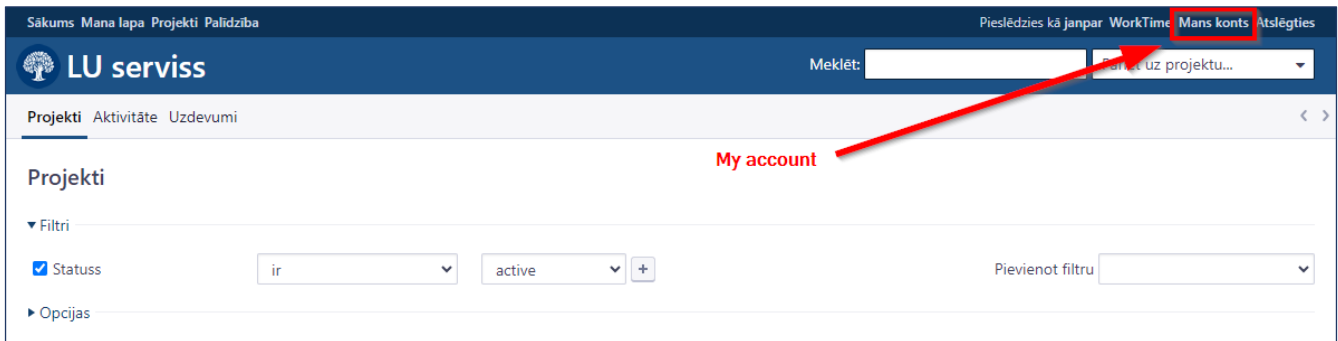 Sākums Mana lapa Projekti Palīdzība Pieslēdzies kā janpar WorkTime Mans konts Atslēgties
LU serviss Meklēt: uz projektu...
Projekti Aktivitāte Uzdevumi
My account
Projekti
Filtri
Statuss ir active + Pievienot filtru
Opcijas